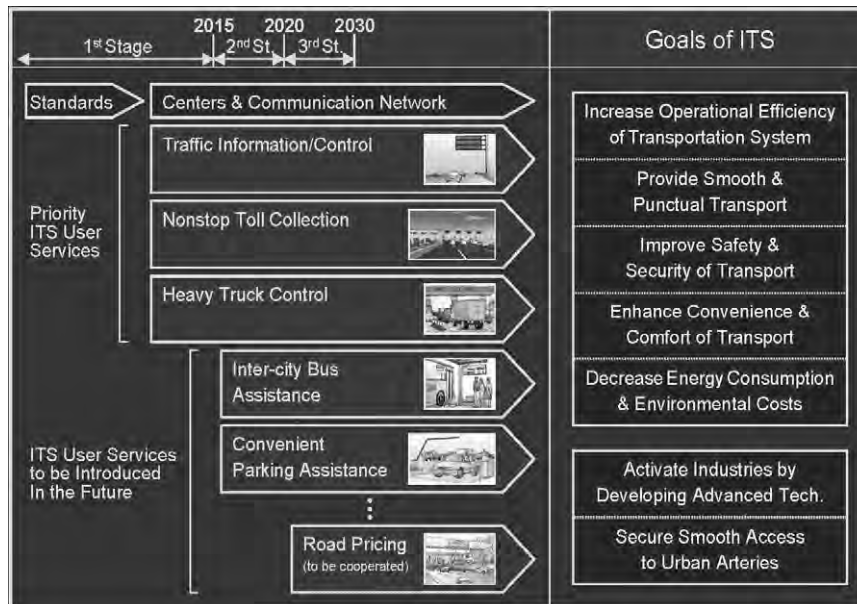 2015 2020 2030
1st Stage 2nd St. 3rd St.
Goals of ITS
Standards
Centers & Communication Network
Priority
ITS User
Services
Traffic Information/Control
Nonstop Toll Collection
Heavy Truck Control
ITS User Services
to be Introduced
In the Future
Inter-city Bus
Assistance
Convenient
Parking Assistance
Road Pricing
(to be cooperated)
Increase Operational Efficiency
of Transportation System
Provide Smooth &
Punctual Transport
Improve Safety &
Security of Transport
Enhance Convenience &
Comfort of Transport
Decrease Energy Consumption
& Environmental Costs
Activate Industries by
Developing Advanced Tech.
Secure Smooth Access
to Urban Arteries